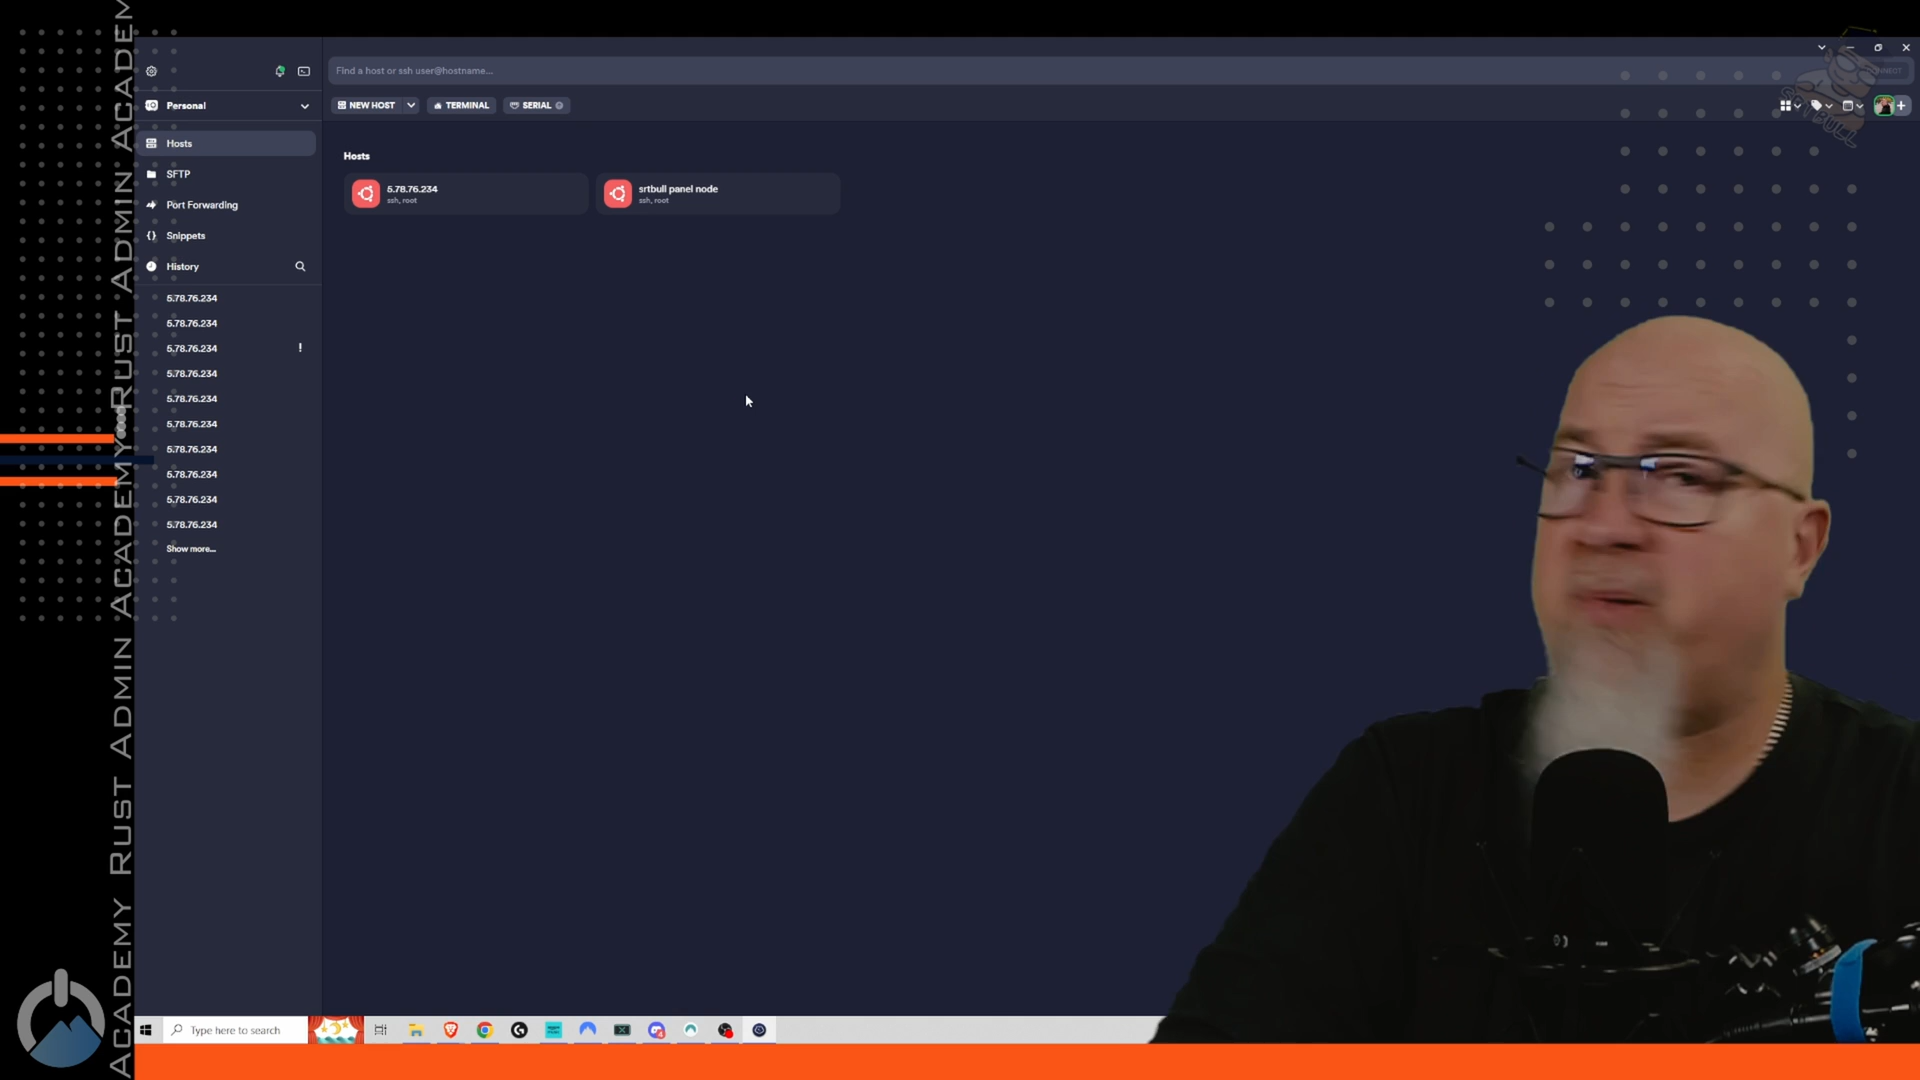 RUST ADMIN ACADEMY
RUST ADMIN ACADEMY
Find a host or ssh user@hostname...
Personal
NEW HOST
TERMINAL
SERIAL
SRTBULL
Hosts
SFTP
Port Forwarding
Snippets
History
Hosts
5.78.76.234
ssh, root
srtbull panel node
ssh, root
5.78.76.234
5.78.76.234
5.78.76.234
!
5.78.76.234
5.78.76.234
5.78.76.234
5.78.76.234
5.78.76.234
5.78.76.234
5.78.76.234
Show more...
Type here to search